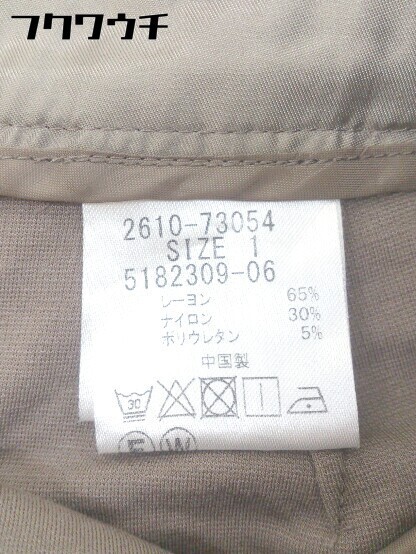 フクワウチ
2610-73054
SIZE 1
5182309-06
レーヨン 65%
ナイロン 30%
ポリウレタン 5%
中国製
30
F W